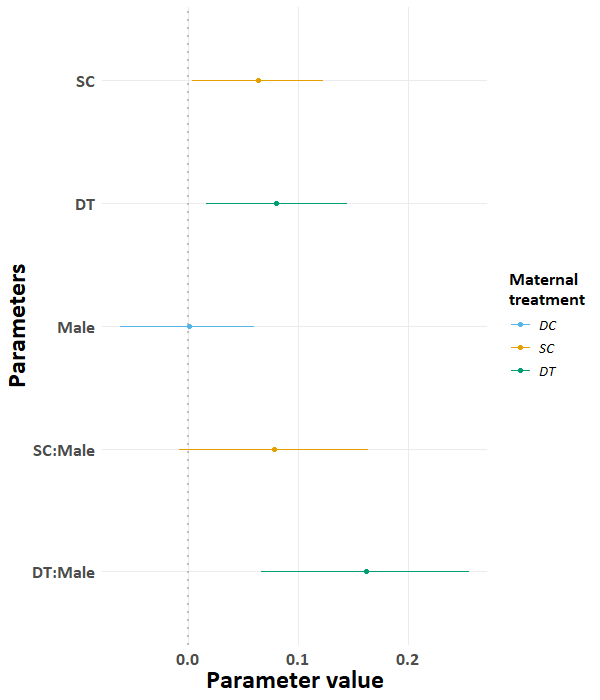 SC
DT
Male
SC:Male
DT:Male
Parameters
0.0 0.1 0.2
Parameter value
Maternal
treatment
DC
SC
DT